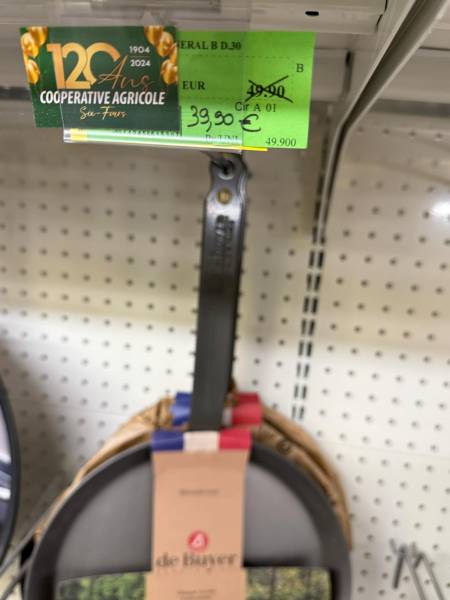 120 Ans
1904
2024
COOPERATIVE AGRICOLE
Six-Fours
ERAL B D.30
B
EUR
49.90
Cir A 01
39,90 €
49.900
de Buyer